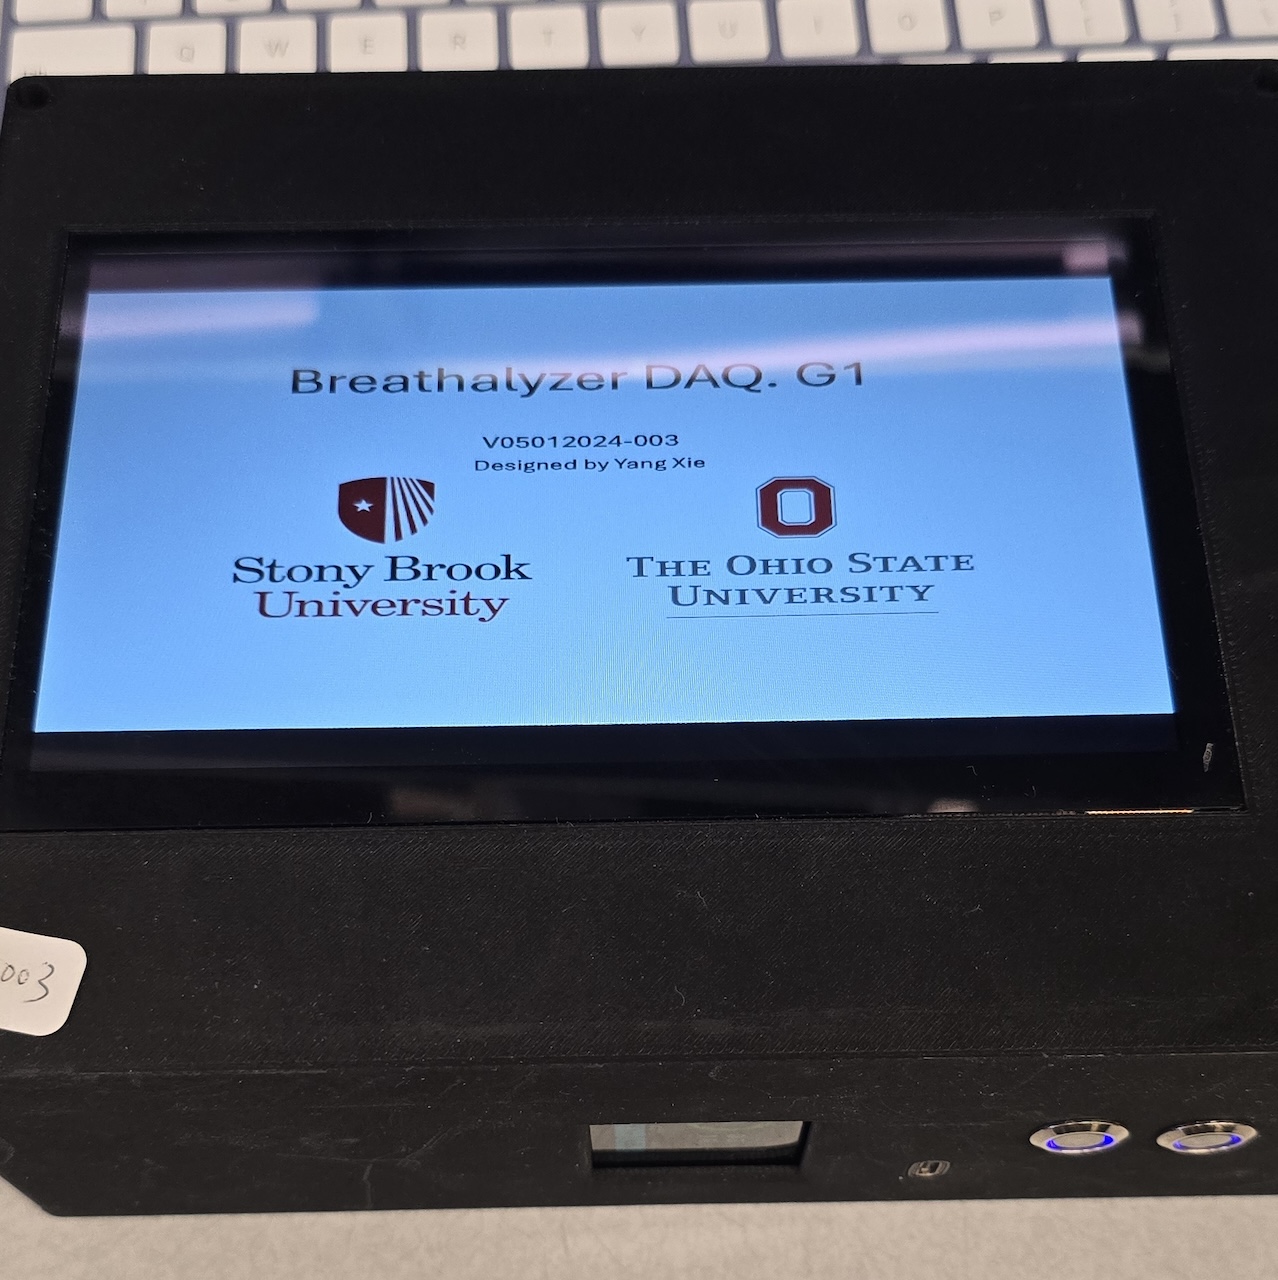 Q W E R T Y U I O P
Breathalyzer DAQ. G1
V05012024-003
Designed by Yang Xie
Stony Brook
University
THE OHIO STATE
UNIVERSITY
003